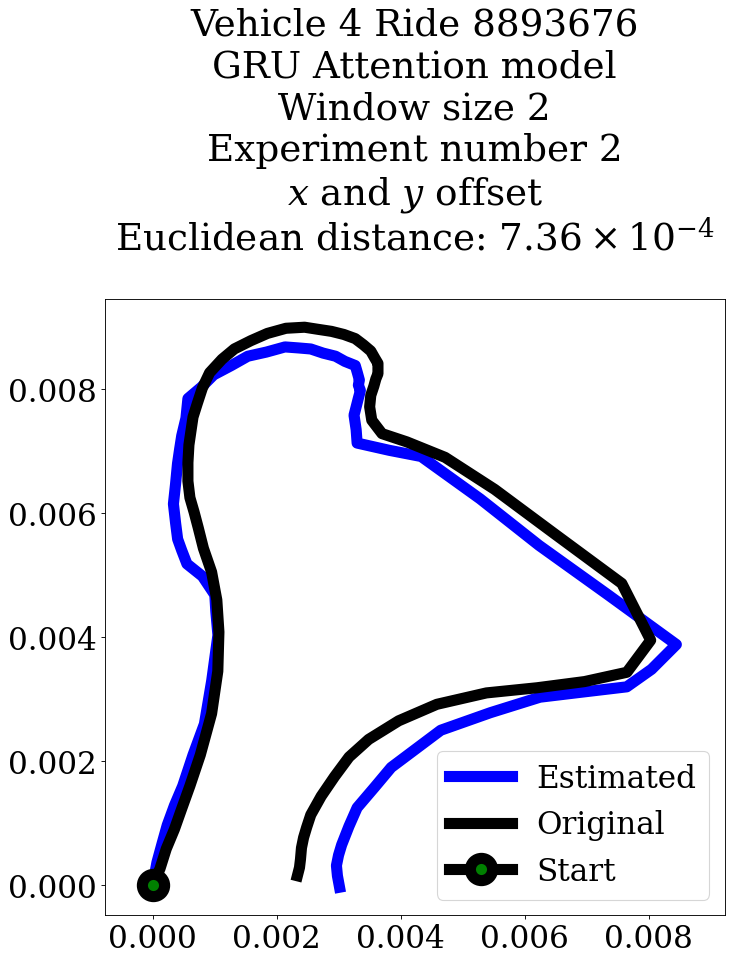 Vehicle 4 Ride 8893676
GRU Attention model
Window size 2
Experiment number 2
x and y offset
Euclidean distance: 7.36 × 10⁻⁴
0.008
0.006
0.004
0.002
0.000
Estimated
Original
Start
0.000 0.002 0.004 0.006 0.008